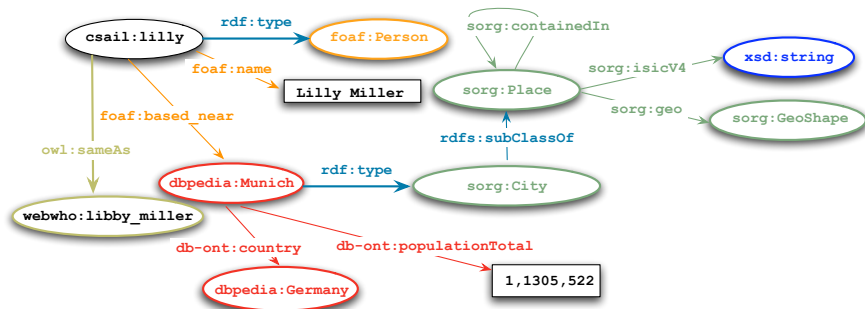 sorg:containedIn
csail:lilly
rdf:type
foaf:Person
foaf:name
Lilly Miller
sorg:isicV4
xsd:string
sorg:Place
sorg:geo
sorg:GeoShape
foaf:based_near
rdfs:subClassOf
owl:sameAs
dbpedia:Munich
rdf:type
sorg:City
webwho:libby_miller
db-ont:country
db-ont:populationTotal
dbpedia:Germany
1,1305,522